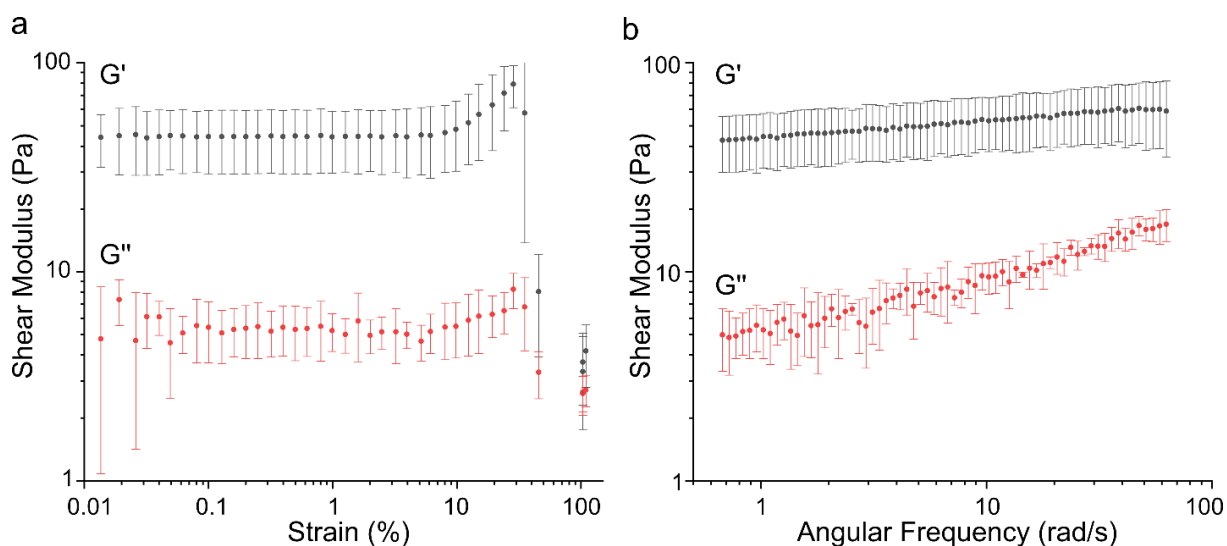 a
100
G'
10
G''
1
Shear Modulus (Pa)
0.01 0.1 1 10 100
Strain (%)
b
100
G'
10
G''
1
Shear Modulus (Pa)
1 10 100
Angular Frequency (rad/s)